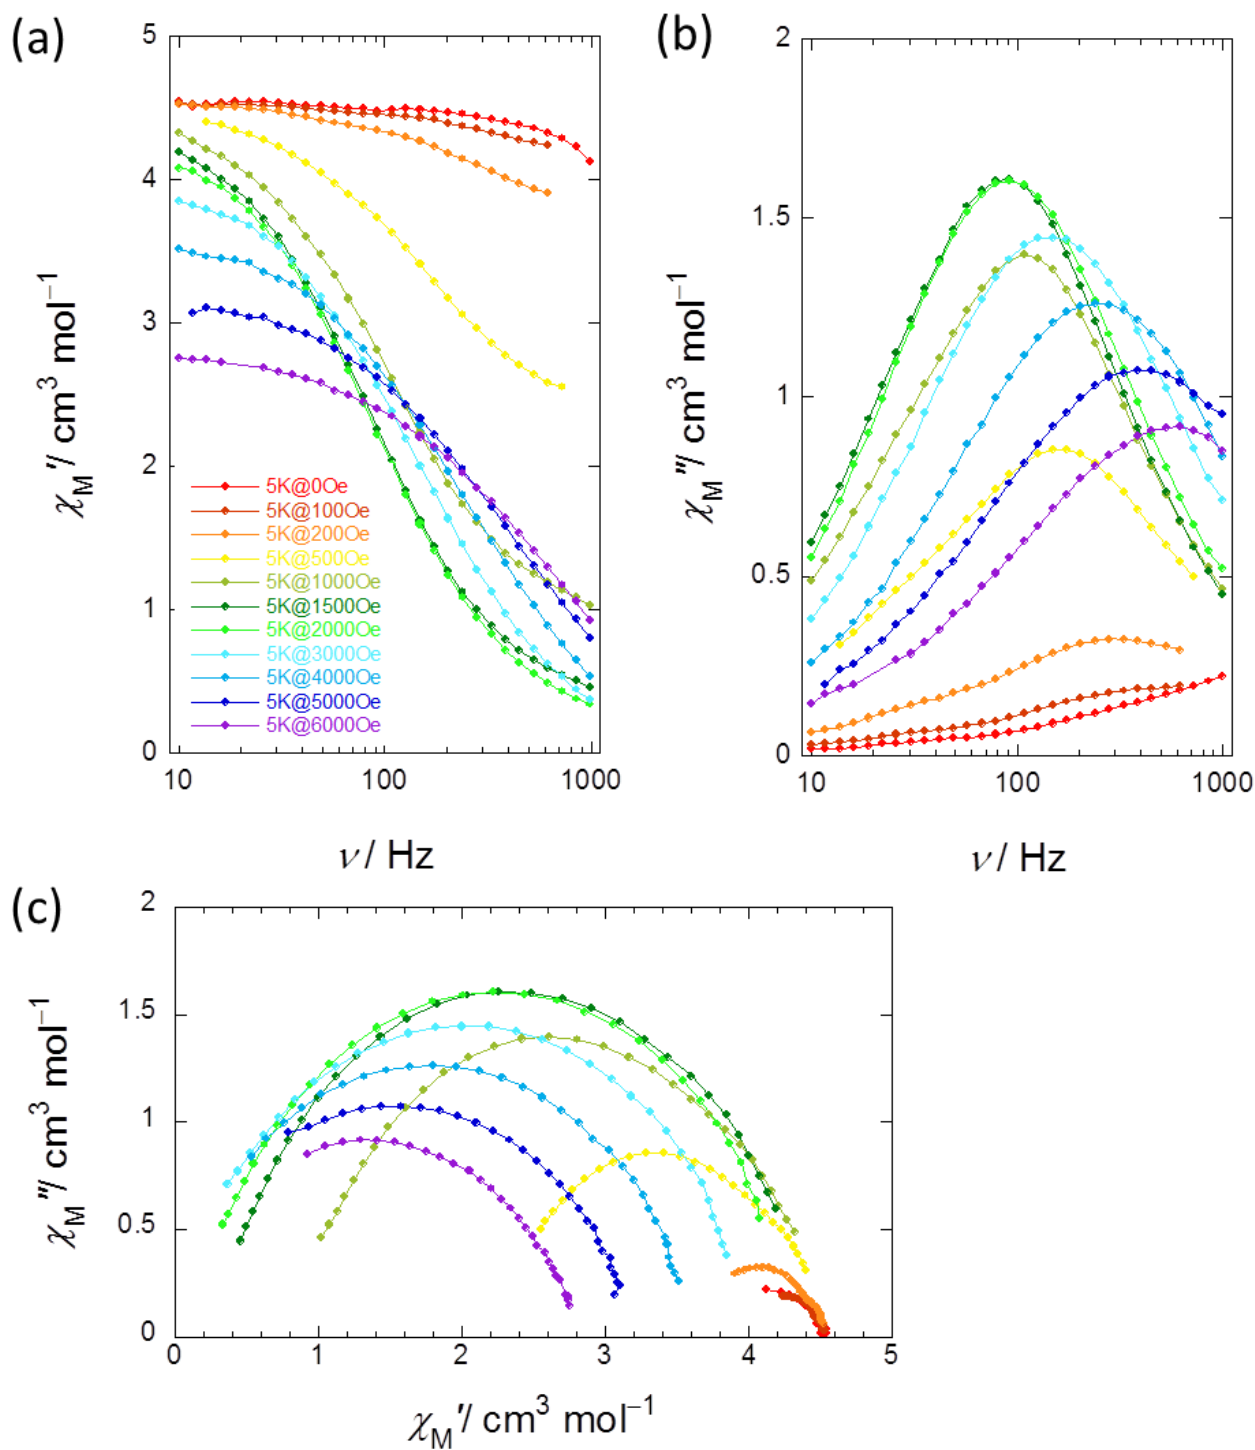 (a)
5
4
3
2
1
0
χM′/ cm³ mol⁻¹
5K@0Oe
5K@100Oe
5K@200Oe
5K@500Oe
5K@1000Oe
5K@1500Oe
5K@2000Oe
5K@3000Oe
5K@4000Oe
5K@5000Oe
5K@6000Oe
10 100 1000
ν / Hz
(b)
2
1.5
1
0.5
0
χM″/ cm³ mol⁻¹
10 100 1000
ν / Hz
(c)
2
1.5
1
0.5
0
χM″/ cm³ mol⁻¹
0 1 2 3 4 5
χM′/ cm³ mol⁻¹